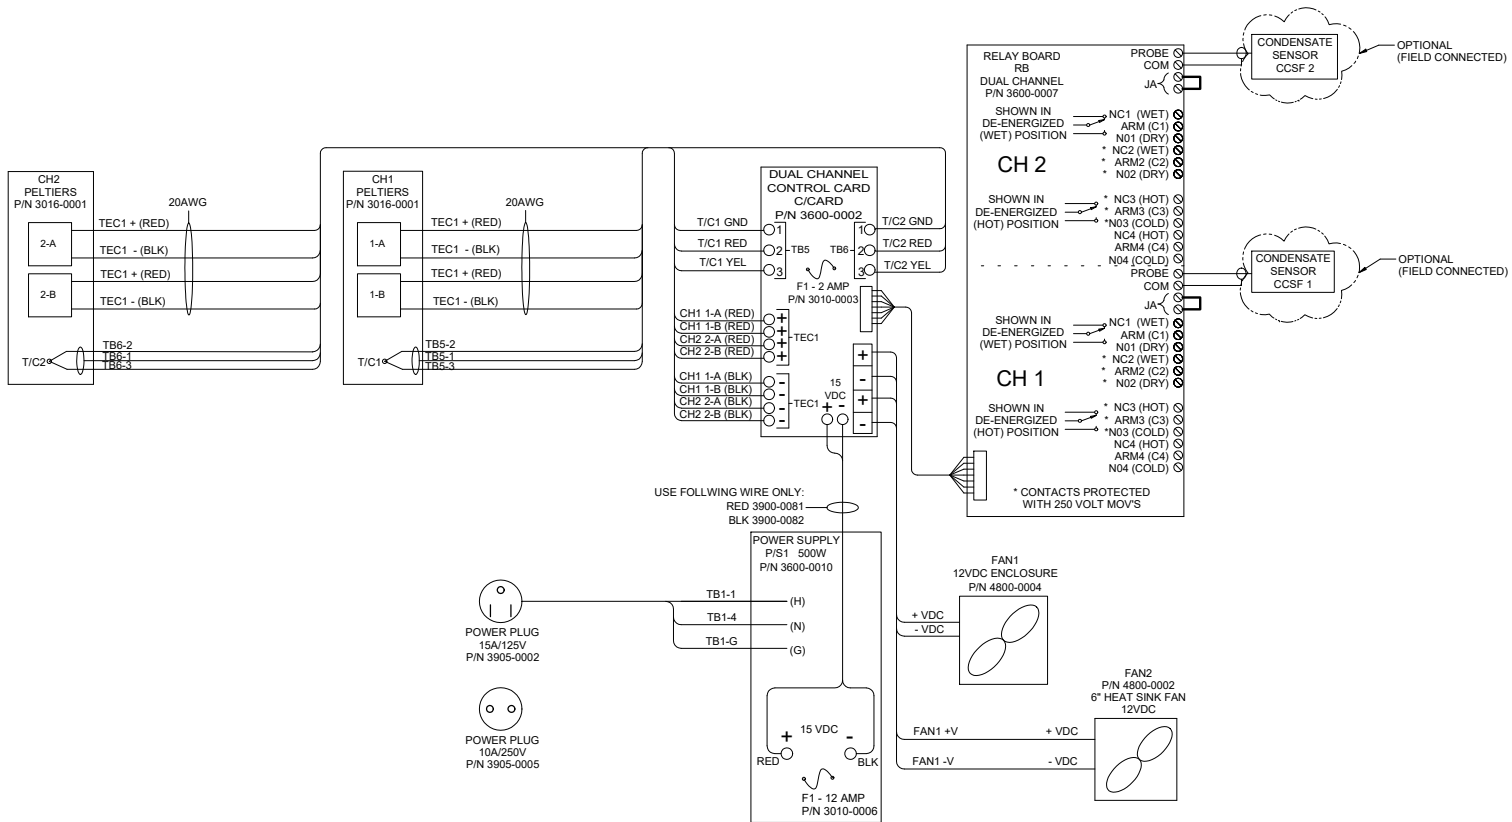 CH2
PELTIERS
P/N 3016-0001
2-A
2-B
T/C2
20AWG
TEC1 + (RED)
TEC1 - (BLK)
TEC1 + (RED)
TEC1 - (BLK)
TB6-2
TB6-1
TB6-3
CH1
PELTIERS
P/N 3016-0001
1-A
1-B
T/C1
20AWG
TEC1 + (RED)
TEC1 - (BLK)
TEC1 + (RED)
TEC1 - (BLK)
TB5-2
TB5-1
TB5-3
T/C1 GND
T/C1 RED
T/C1 YEL
CH1 1-A (RED)
CH1 1-B (RED)
CH2 2-A (RED)
CH2 2-B (RED)
CH1 1-A (BLK)
CH1 1-B (BLK)
CH2 2-A (BLK)
CH2 2-B (BLK)
DUAL CHANNEL
CONTROL CARD
C/CARD
P/N 3600-0002
1
2
3
TB5
TB6
1
2
3
F1 - 2 AMP
P/N 3010-0003
+
+
+
+
TEC1
-
-
-
-
TEC1
15
VDC
+ -
+
-
+
-
T/C2 GND
T/C2 RED
T/C2 YEL
RELAY BOARD
RB
DUAL CHANNEL
P/N 3600-0007
PROBE
COM
JA
SHOWN IN
DE-ENERGIZED
(WET) POSITION
CH 2
NC1 (WET)
ARM (C1)
N01 (DRY)
* NC2 (WET)
* ARM2 (C2)
* N02 (DRY)
SHOWN IN
DE-ENERGIZED
(HOT) POSITION
* NC3 (HOT)
* ARM3 (C3)
*N03 (COLD)
NC4 (HOT)
ARM4 (C4)
N04 (COLD)
PROBE
COM
JA
SHOWN IN
DE-ENERGIZED
(WET) POSITION
CH 1
NC1 (WET)
ARM (C1)
N01 (DRY)
* NC2 (WET)
* ARM2 (C2)
* N02 (DRY)
SHOWN IN
DE-ENERGIZED
(HOT) POSITION
* NC3 (HOT)
* ARM3 (C3)
*N03 (COLD)
NC4 (HOT)
ARM4 (C4)
N04 (COLD)
* CONTACTS PROTECTED
WITH 250 VOLT MOV'S
CONDENSATE
SENSOR
CCSF 2
OPTIONAL
(FIELD CONNECTED)
CONDENSATE
SENSOR
CCSF 1
OPTIONAL
(FIELD CONNECTED)
USE FOLLWING WIRE ONLY:
RED 3900-0081
BLK 3900-0082
POWER SUPPLY
P/S1 500W
P/N 3600-0010
TB1-1
(H)
TB1-4
(N)
TB1-G
(G)
15 VDC
+
-
RED
BLK
F1 - 12 AMP
P/N 3010-0006
POWER PLUG
15A/125V
P/N 3905-0002
POWER PLUG
10A/250V
P/N 3905-0005
FAN1
12VDC ENCLOSURE
P/N 4800-0004
+ VDC
- VDC
FAN2
P/N 4800-0002
6" HEAT SINK FAN
12VDC
FAN1 +V
+ VDC
FAN1 -V
- VDC